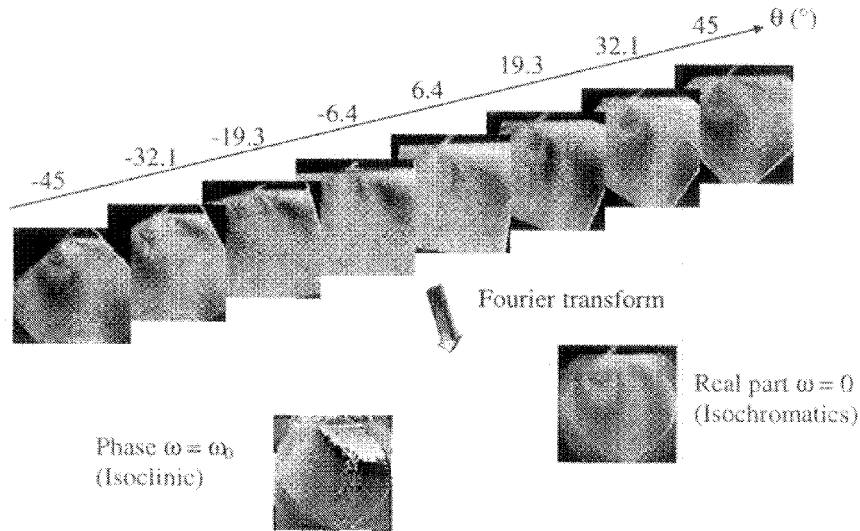 θ (°)
45
32.1
19.3
6.4
-6.4
-19.3
-32.1
-45
Fourier transform
Real part ω = 0
(Isochromatics)
Phase ω = ω₀
(Isoclinic)